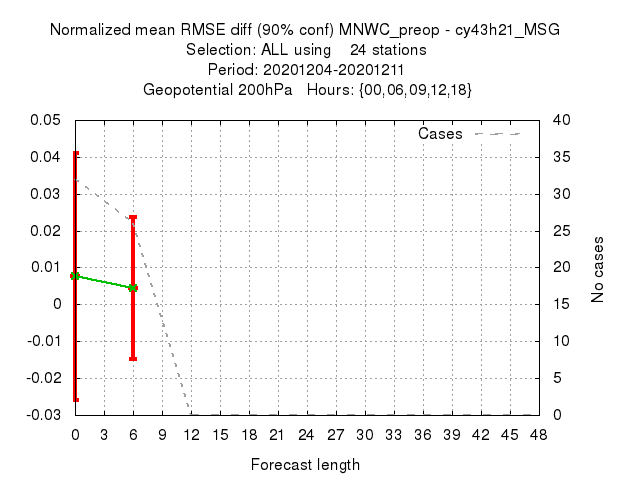 Normalized mean RMSE diff (90% conf) MNWC_preop - cy43h21_MSG
Selection: ALL using    24 stations
Period: 20201204-20201211
Geopotential 200hPa   Hours: {00,06,09,12,18}
0.05
0.04
0.03
0.02
0.01
0
-0.01
-0.02
-0.03
Cases
40
35
30
25
20
15
10
5
0
No cases
0 3 6 9 12 15 18 21 24 27 30 33 36 39 42 45 48
Forecast length